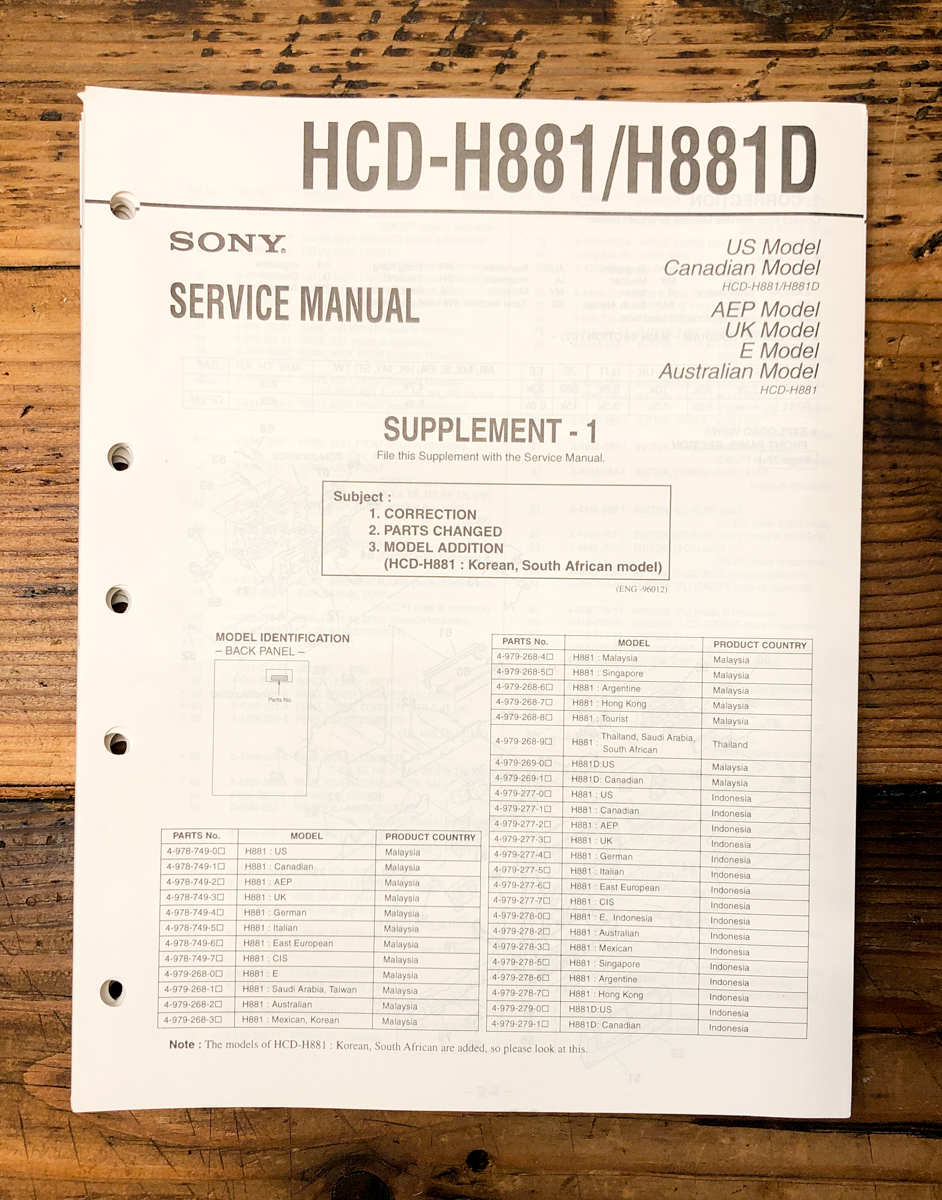 HCD-H881/H881D
SONY®
SERVICE MANUAL
US Model
Canadian Model
HCD-H881/H881D
AEP Model
UK Model
E Model
Australian Model
HCD-H881
SUPPLEMENT - 1
File this Supplement with the Service Manual.
Subject :
1. CORRECTION
2. PARTS CHANGED
3. MODEL ADDITION
(HCD-H881 : Korean, South African model)
(ENG -96012)
MODEL IDENTIFICATION
– BACK PANEL –
Parts No.
PARTS No. MODEL PRODUCT COUNTRY
4-978-749-0□ H881 : US Malaysia
4-978-749-1□ H881 : Canadian Malaysia
4-978-749-2□ H881 : AEP Malaysia
4-978-749-3□ H881 : UK Malaysia
4-978-749-4□ H881 : German Malaysia
4-978-749-5□ H881 : Italian Malaysia
4-978-749-6□ H881 : East European Malaysia
4-978-749-7□ H881 : CIS Malaysia
4-979-268-0□ H881 : E Malaysia
4-979-268-1□ H881 : Saudi Arabia, Taiwan Malaysia
4-979-268-2□ H881 : Australian Malaysia
4-979-268-3□ H881 : Mexican, Korean Malaysia
PARTS No. MODEL PRODUCT COUNTRY
4-979-268-4□ H881 : Malaysia Malaysia
4-979-268-5□ H881 : Singapore Malaysia
4-979-268-6□ H881 : Argentine Malaysia
4-979-268-7□ H881 : Hong Kong Malaysia
4-979-268-8□ H881 : Tourist Malaysia
4-979-268-9□ H881 : Thailand, Saudi Arabia, South African Thailand
4-979-269-0□ H881D:US Malaysia
4-979-269-1□ H881D: Canadian Malaysia
4-979-277-0□ H881 : US Indonesia
4-979-277-1□ H881 : Canadian Indonesia
4-979-277-2□ H881 : AEP Indonesia
4-979-277-3□ H881 : UK Indonesia
4-979-277-4□ H881 : German Indonesia
4-979-277-5□ H881 : Italian Indonesia
4-979-277-6□ H881 : East European Indonesia
4-979-277-7□ H881 : CIS Indonesia
4-979-278-0□ H881 : E, Indonesia Indonesia
4-979-278-2□ H881 : Australian Indonesia
4-979-278-3□ H881 : Mexican Indonesia
4-979-278-5□ H881 : Singapore Indonesia
4-979-278-6□ H881 : Argentine Indonesia
4-979-278-7□ H881 : Hong Kong Indonesia
4-979-279-0□ H881D:US Indonesia
4-979-279-1□ H881D: Canadian Indonesia
Note : The models of HCD-H881 : Korean, South African are added, so please look at this.